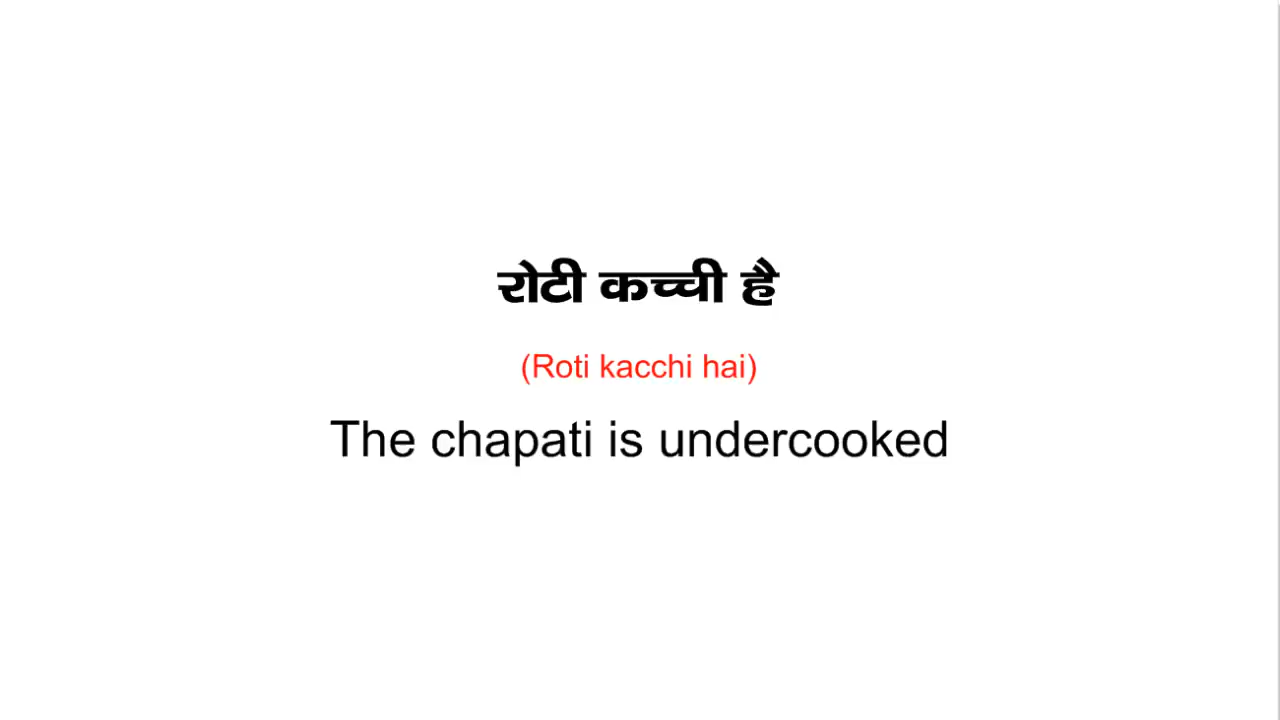 रोटी कच्ची है
(Roti kacchi hai)
The chapati is undercooked